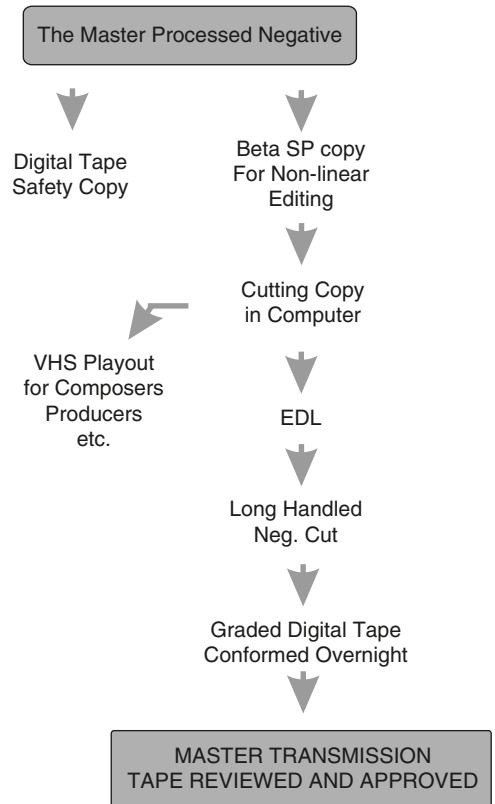 The Master Processed Negative
Digital Tape
Safety Copy
Beta SP copy
For Non-linear
Editing
Cutting Copy
in Computer
VHS Playout
for Composers
Producers
etc.
EDL
Long Handled
Neg. Cut
Graded Digital Tape
Conformed Overnight
MASTER TRANSMISSION
TAPE REVIEWED AND APPROVED